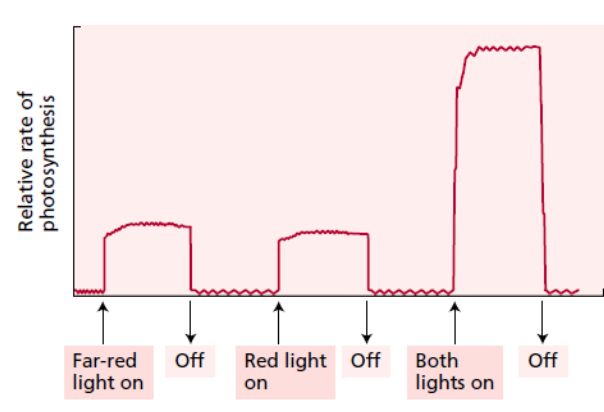 Relative rate of
photosynthesis
Far-red
light on
Off
Red light
on
Off
Both
lights on
Off